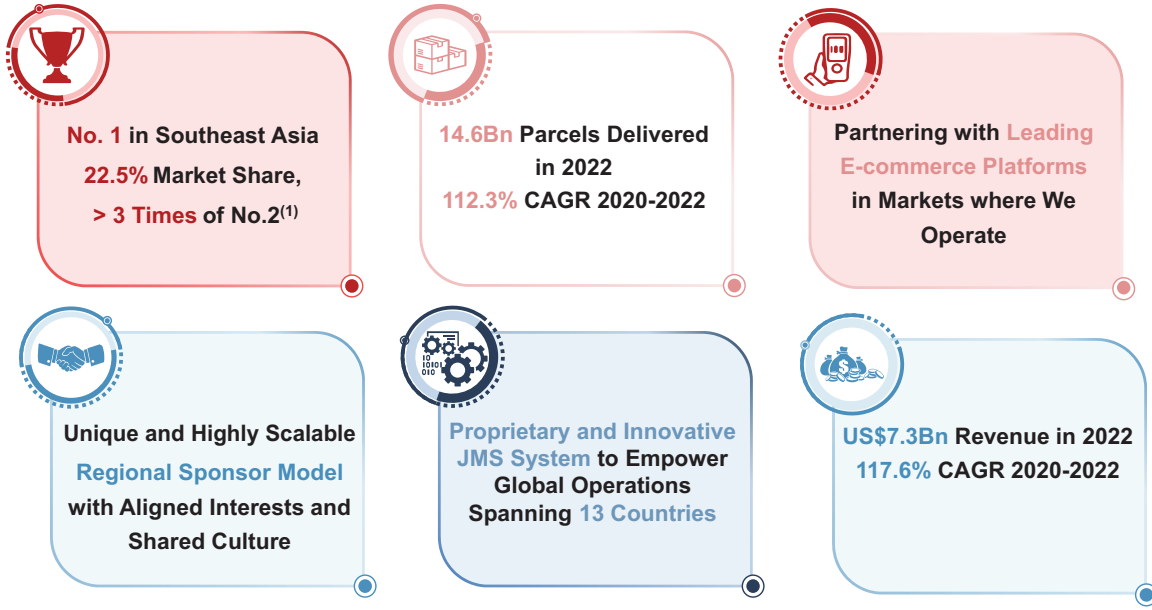 No. 1 in Southeast Asia
22.5% Market Share,
> 3 Times of No.2(1)
14.6Bn Parcels Delivered
in 2022
112.3% CAGR 2020-2022
Partnering with Leading
E-commerce Platforms
in Markets where We
Operate
Unique and Highly Scalable
Regional Sponsor Model
with Aligned Interests and
Shared Culture
10
01010
010
Proprietary and Innovative
JMS System to Empower
Global Operations
Spanning 13 Countries
$
US$7.3Bn Revenue in 2022
117.6% CAGR 2020-2022